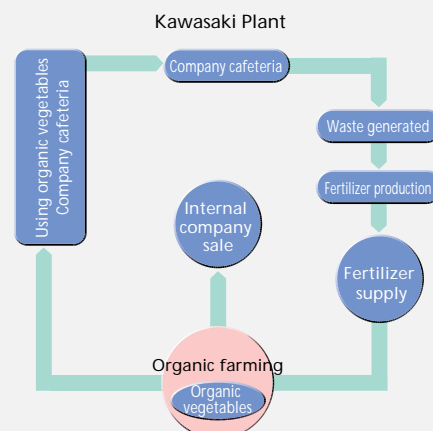 Kawasaki Plant
Company cafeteria
Using organic vegetables
Company cafeteria
Waste generated
Fertilizer production
Internal
company
sale
Fertilizer
supply
Organic farming
Organic
vegetables